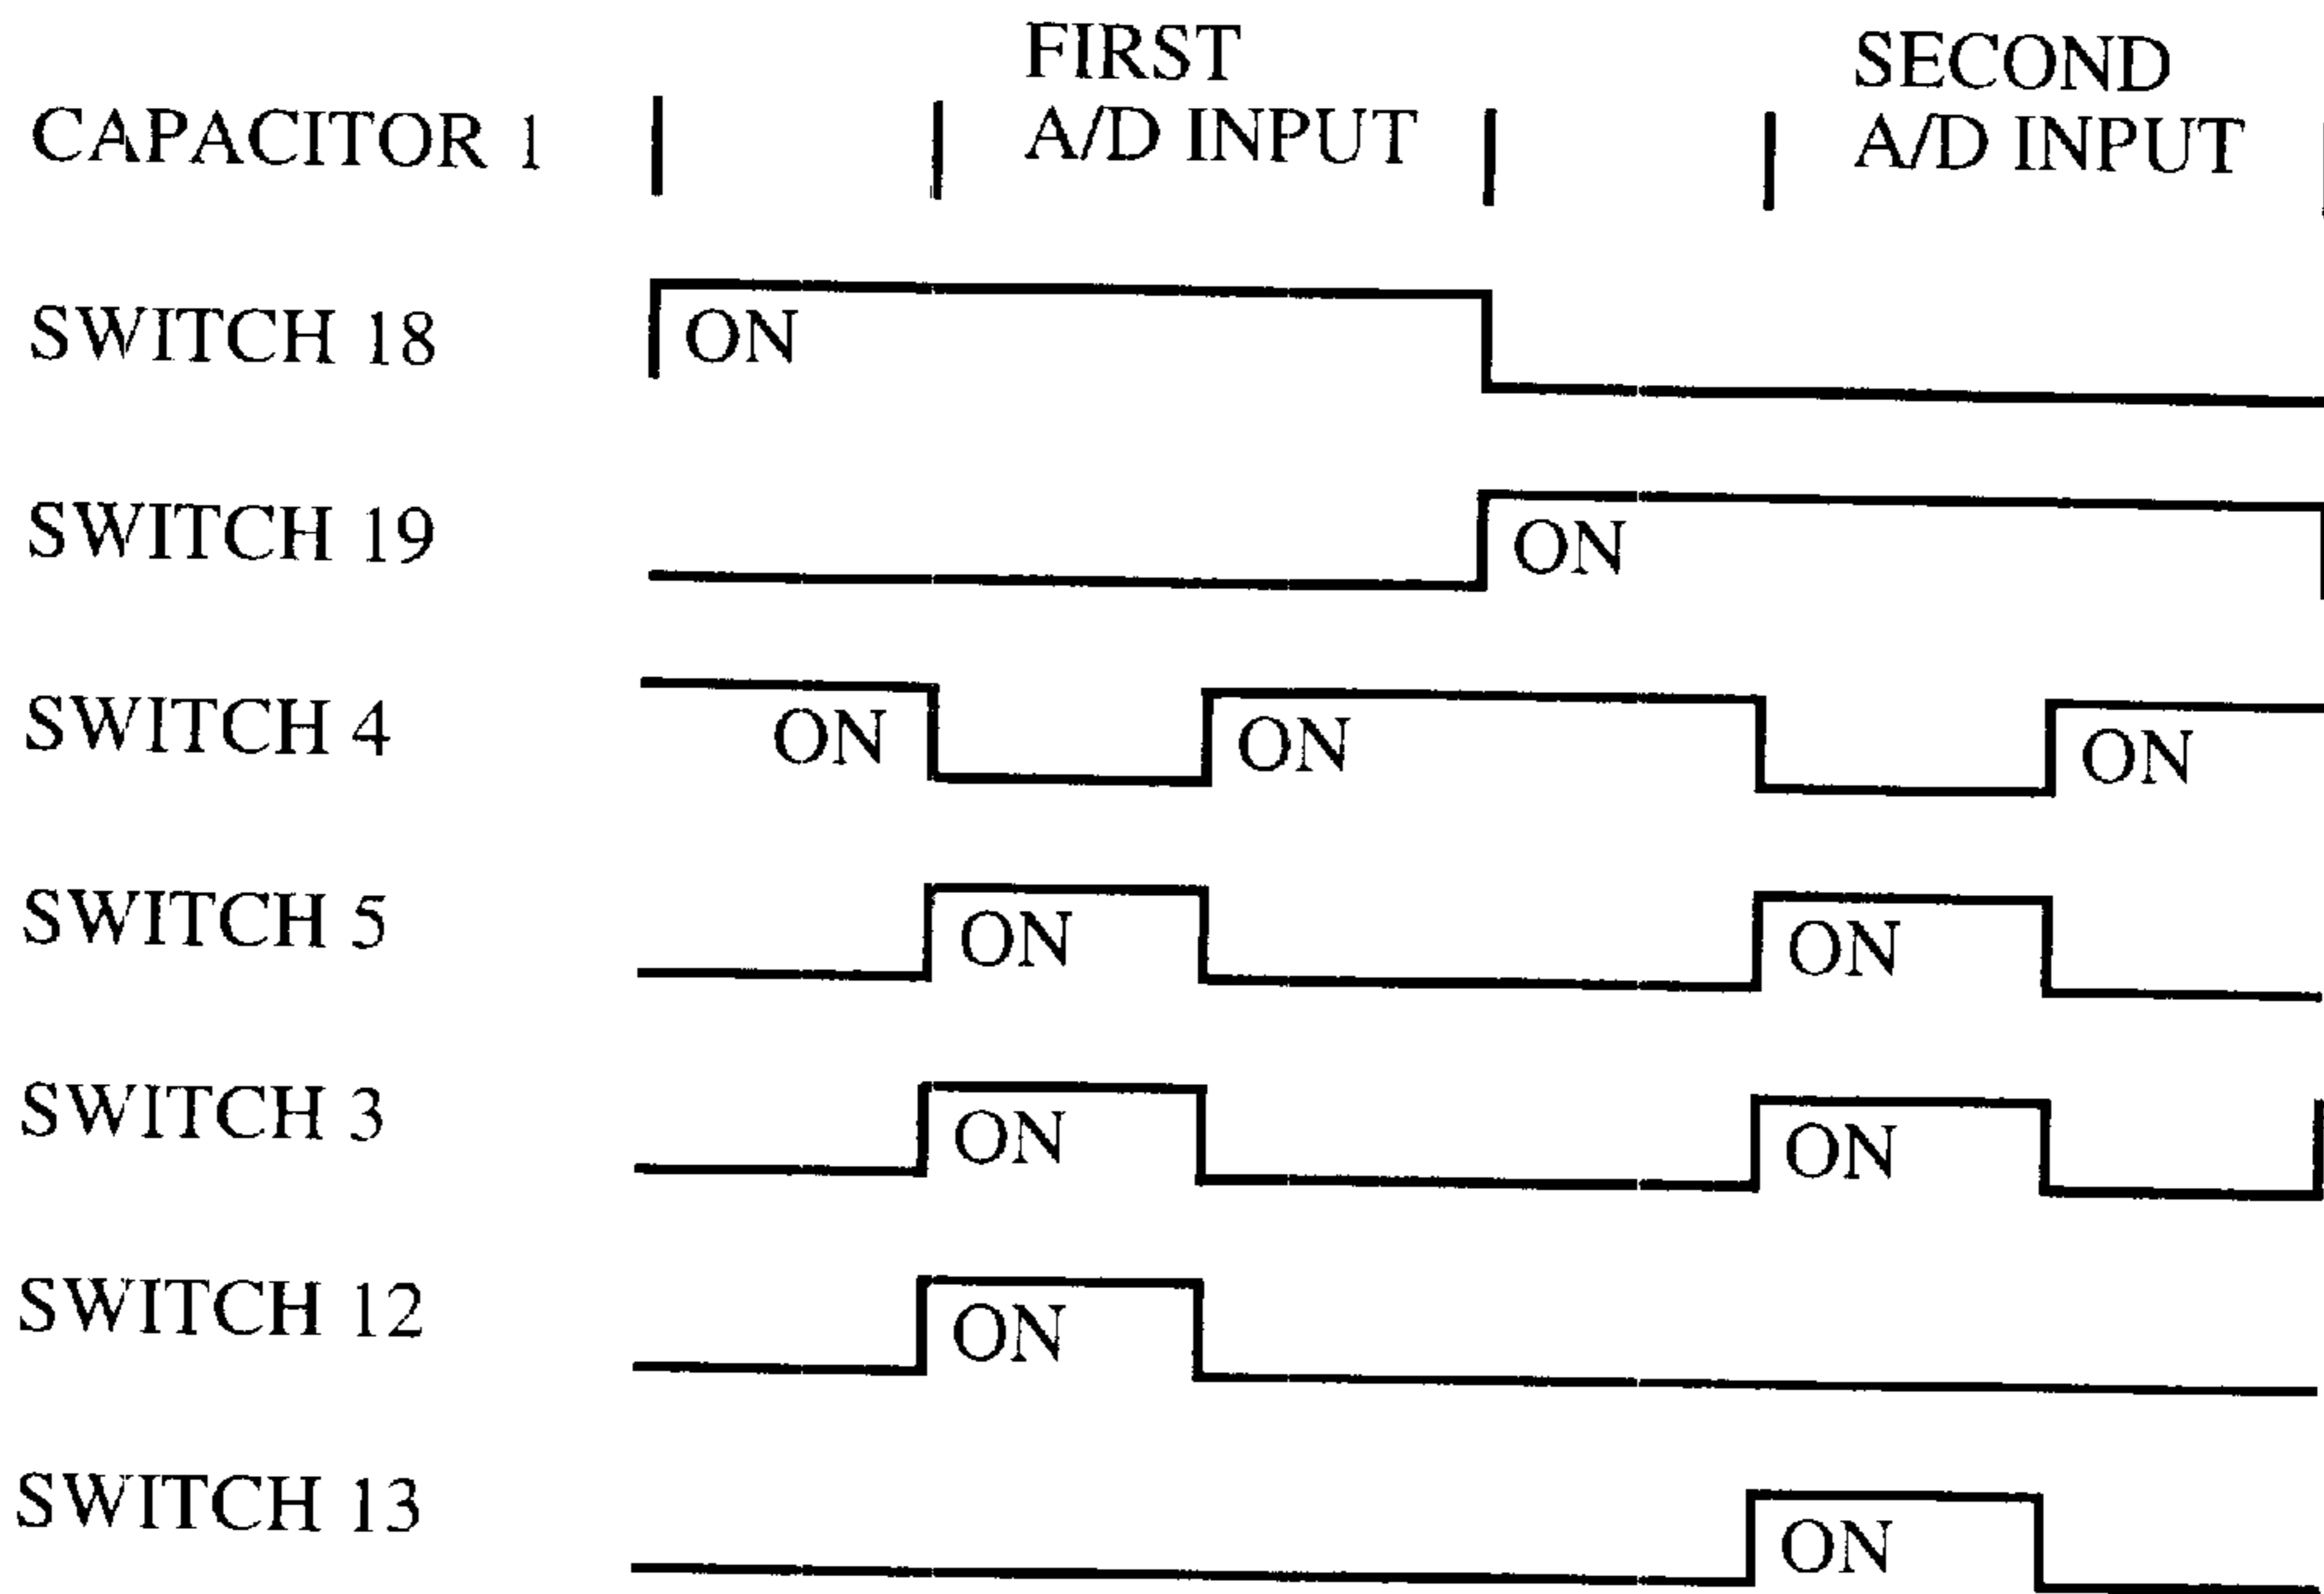 FIRST
SECOND
CAPACITOR 1
A/D INPUT
A/D INPUT
SWITCH 18
ON
SWITCH 19
ON
SWITCH 4
ON
ON
ON
SWITCH 5
ON
ON
SWITCH 3
ON
ON
SWITCH 12
ON
SWITCH 13
ON